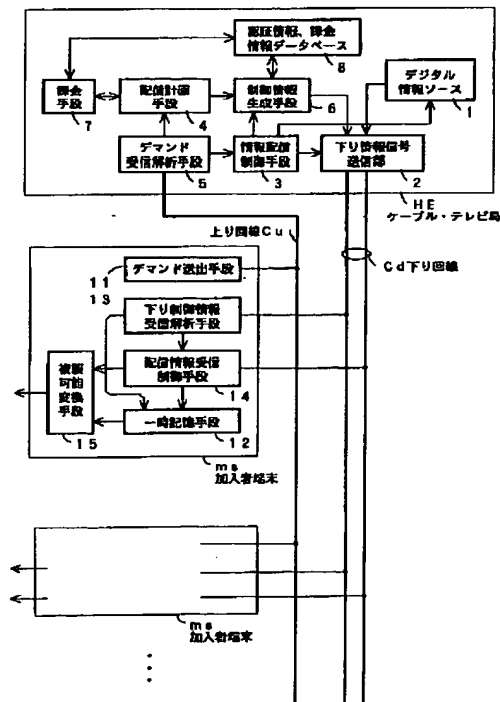 認証情報、課金
情報データベース
8
課金
手段
7
配信計画
手段
4
制御情報
生成手段
6
デジタル
情報ソース
1
デマンド
受信解析手段
5
情報配信
制御手段
3
下り情報信号
送信部
2
HE
ケーブル・テレビ局
上り回線Cu
Cd下り回線
11
デマンド送出手段
13
下り制御情報
受信解析手段
配信情報受信
制御手段
14
複製
可能
変換
手段
15
一時記憶手段
12
ms
加入者端末
ms
加入者端末